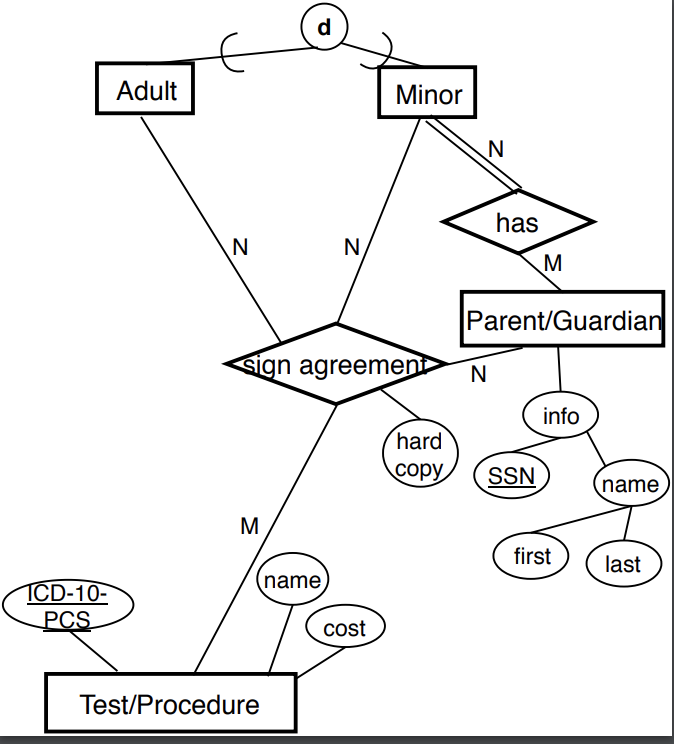 d
Adult
Minor
N
has
N
N
M
Parent/Guardian
sign agreement
N
info
hard
copy
SSN
name
M
first
last
name
ICD-10-
PCS
cost
Test/Procedure